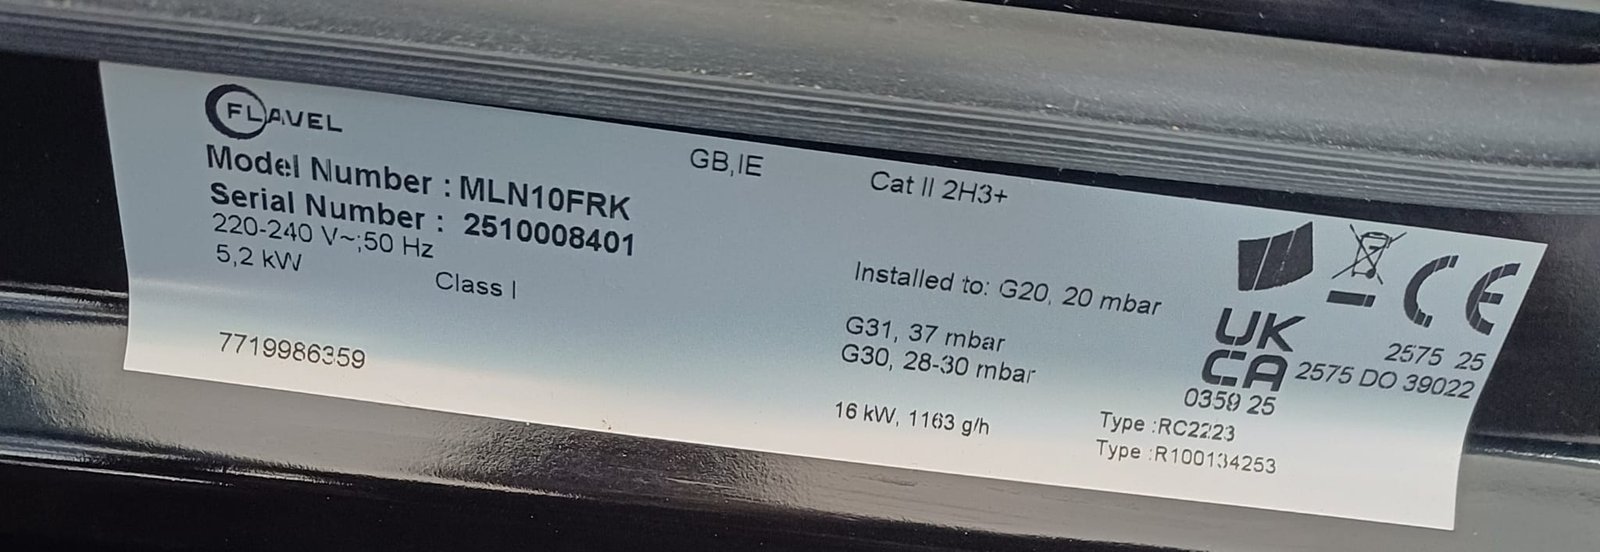 FLAVEL
Model Number : MLN10FRK
Serial Number : 2510008401
220-240 V~;50 Hz
5,2 kW
Class I
7719986359
GB,IE
Cat II 2H3+
Installed to: G20, 20 mbar
G31, 37 mbar
G30, 28-30 mbar
16 kW, 1163 g/h
CE
2575 25
UK
CA
2575 DO 39022
0359 25
Type :RC2223
Type :R100134253